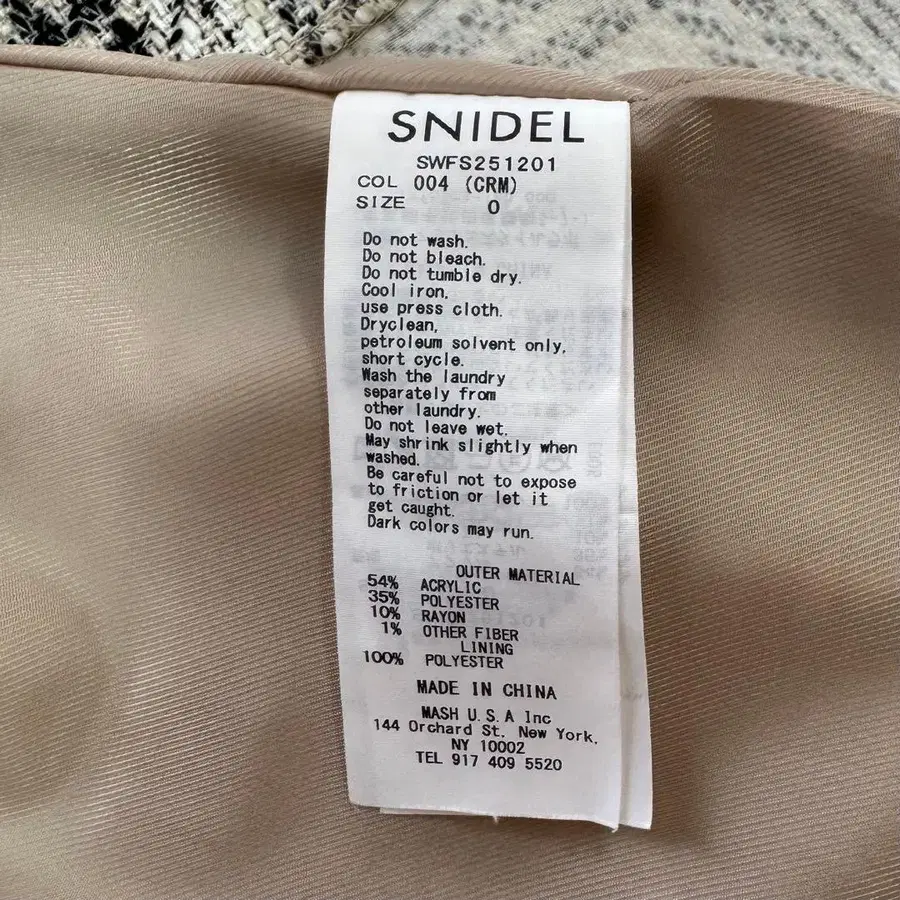 SNIDEL
SWFS251201
COL 004 (CRM)
SIZE 0
Do not wash.
Do not bleach.
Do not tumble dry.
Cool iron,
use press cloth.
Dryclean,
petroleum solvent only,
short cycle.
Wash the laundry
separately from
other laundry.
Do not leave wet.
May shrink slightly when
washed.
Be careful not to expose
to friction or let it
get caught.
Dark colors may run.
OUTER MATERIAL
54% ACRYLIC
35% POLYESTER
10% RAYON
1% OTHER FIBER
LINING
100% POLYESTER
MADE IN CHINA
MASH U.S.A Inc
144 Orchard St. New York,
NY 10002
TEL 917 409 5520